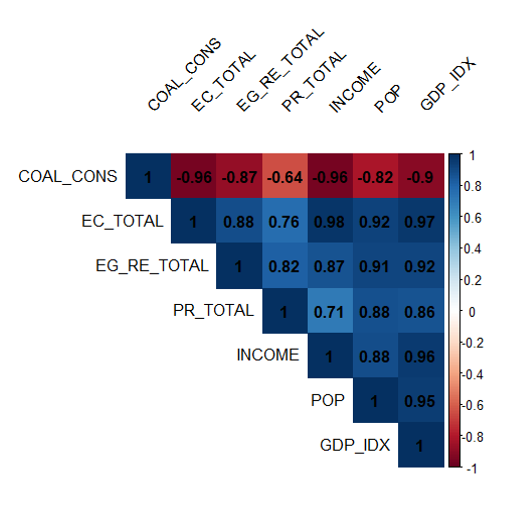 COAL_CONS
EC_TOTAL
EG_RE_TOTAL
PR_TOTAL
INCOME
POP
GDP_IDX
COAL_CONS 1 -0.96 -0.87 -0.64 -0.96 -0.82 -0.9
EC_TOTAL 1 0.88 0.76 0.98 0.92 0.97
EG_RE_TOTAL 1 0.82 0.87 0.91 0.92
PR_TOTAL 1 0.71 0.88 0.86
INCOME 1 0.88 0.96
POP 1 0.95
GDP_IDX 1
1
0.8
0.6
0.4
0.2
0
-0.2
-0.4
-0.6
-0.8
-1